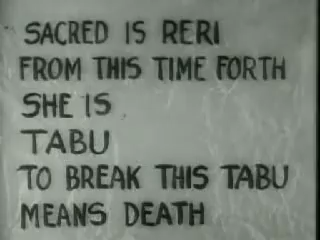 SACRED IS RERI
FROM THIS TIME FORTH
SHE IS
TABU
TO BREAK THIS TABU
MEANS DEATH